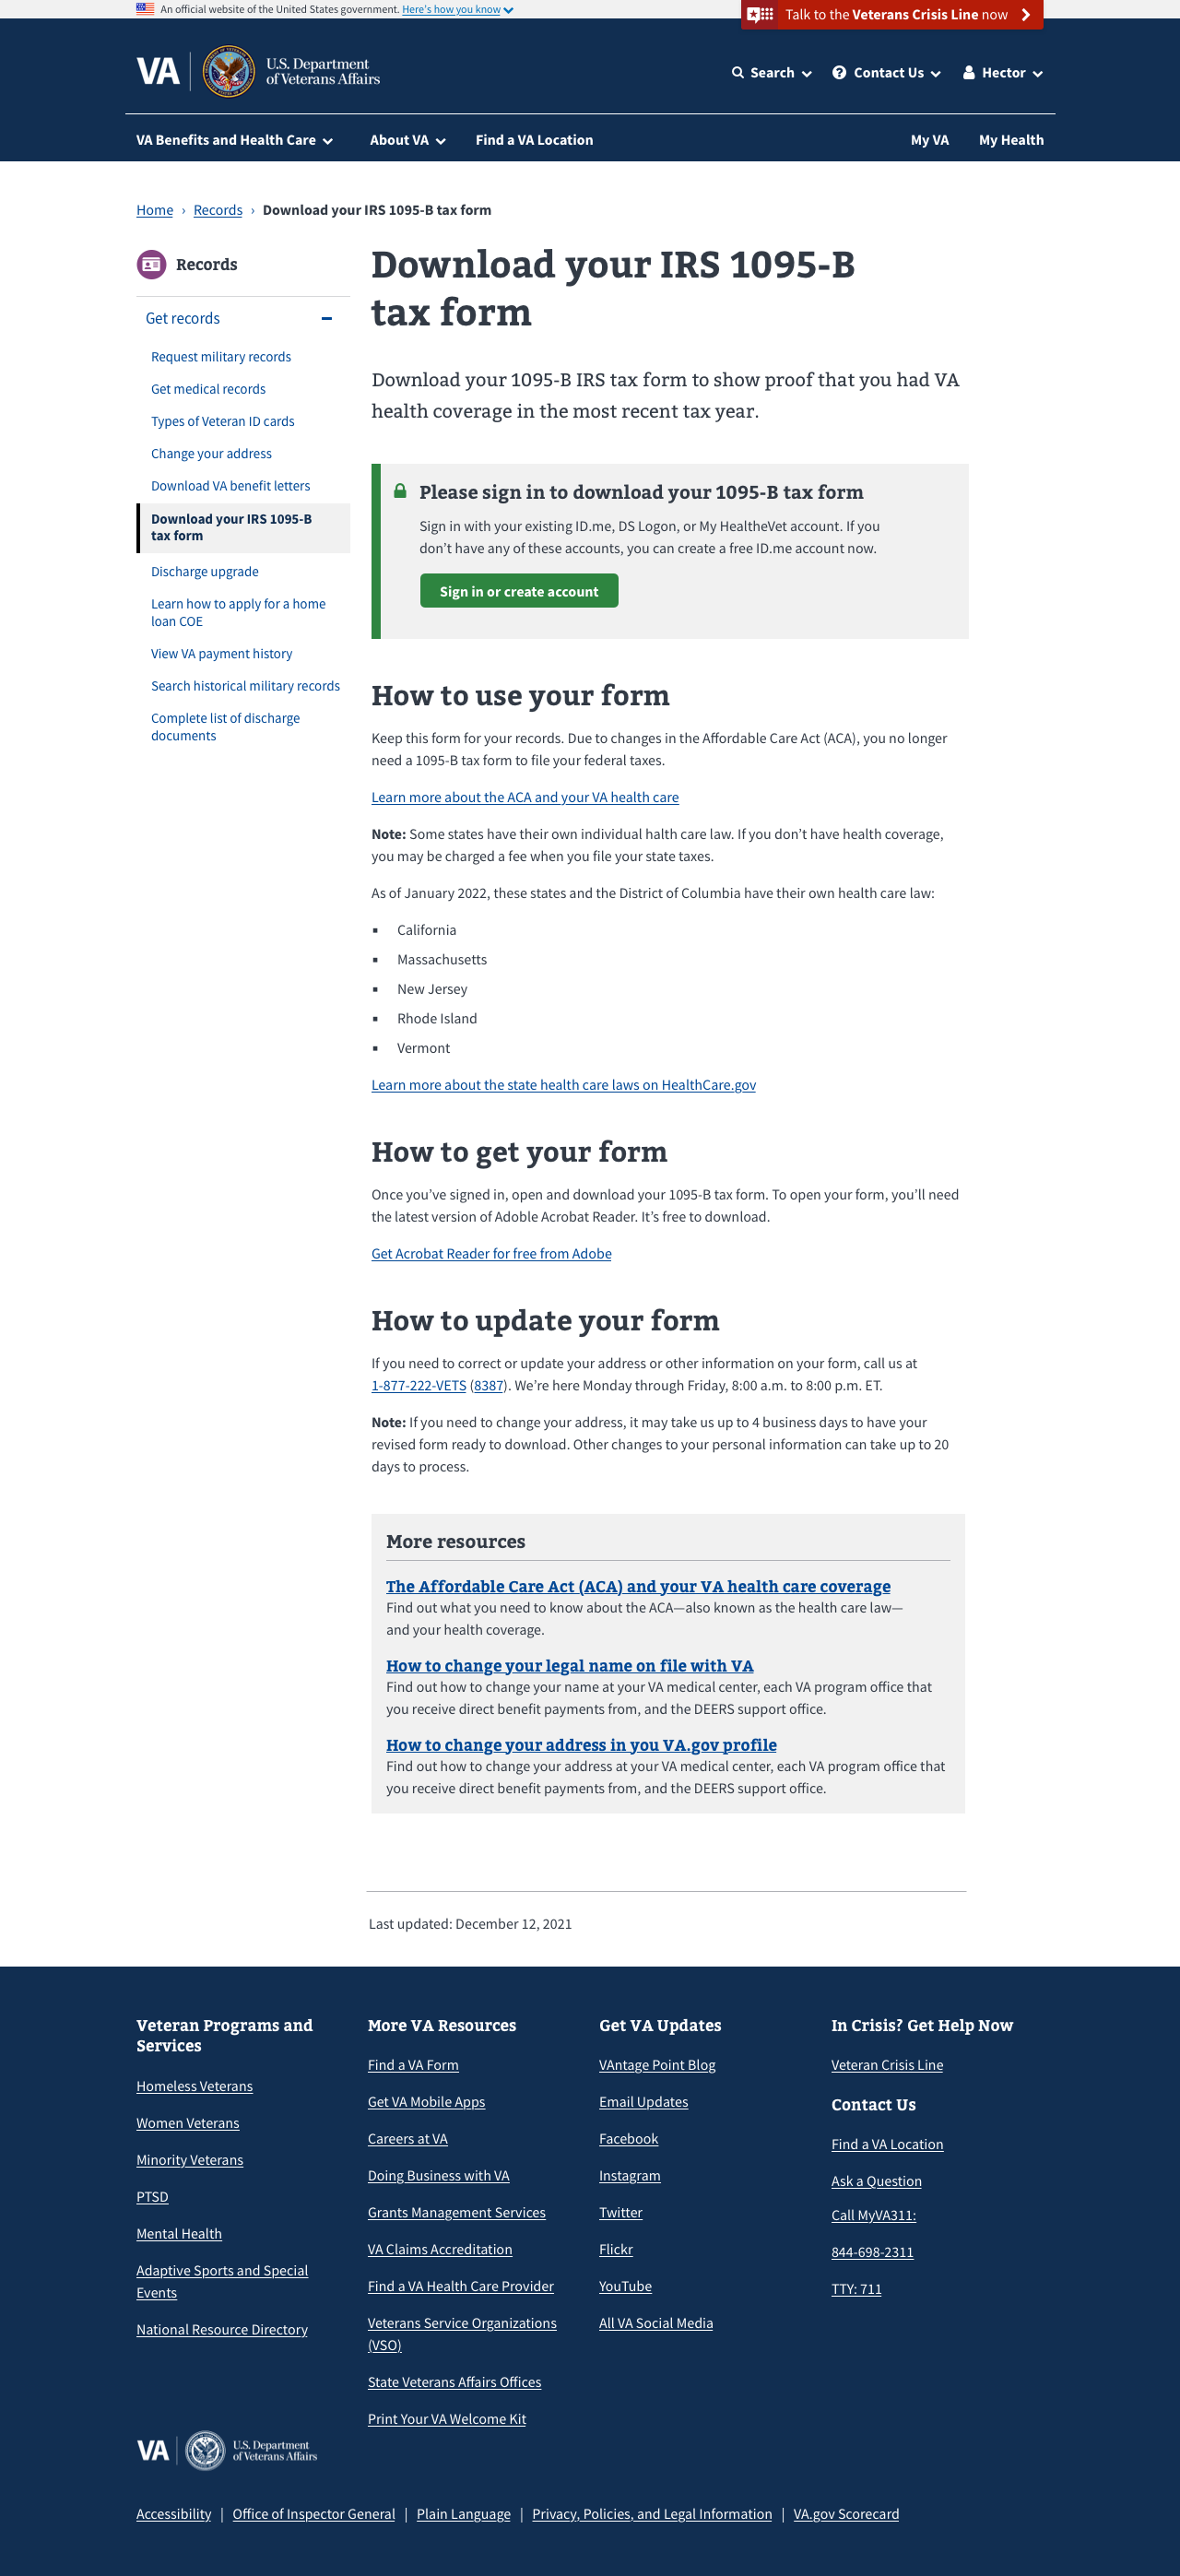 An official website of the United States government. Here's how you know
Talk to the Veterans Crisis Line now
VA
U.S. Department
of Veterans Affairs
Search
Contact Us
Hector
VA Benefits and Health Care
About VA
Find a VA Location
My VA
My Health
Home › Records › Download your IRS 1095-B tax form
Records
Get records
Request military records
Get medical records
Types of Veteran ID cards
Change your address
Download VA benefit letters
Download your IRS 1095-B
tax form
Discharge upgrade
Learn how to apply for a home
loan COE
View VA payment history
Search historical military records
Complete list of discharge
documents
Download your IRS 1095-B
tax form
Download your 1095-B IRS tax form to show proof that you had VA
health coverage in the most recent tax year.
Please sign in to download your 1095-B tax form
Sign in with your existing ID.me, DS Logon, or My HealtheVet account. If you
don’t have any of these accounts, you can create a free ID.me account now.
Sign in or create account
How to use your form
Keep this form for your records. Due to changes in the Affordable Care Act (ACA), you no longer
need a 1095-B tax form to file your federal taxes.
Learn more about the ACA and your VA health care
Note: Some states have their own individual halth care law. If you don’t have health coverage,
you may be charged a fee when you file your state taxes.
As of January 2022, these states and the District of Columbia have their own health care law:
▪ California
▪ Massachusetts
▪ New Jersey
▪ Rhode Island
▪ Vermont
Learn more about the state health care laws on HealthCare.gov
How to get your form
Once you’ve signed in, open and download your 1095-B tax form. To open your form, you’ll need
the latest version of Adoble Acrobat Reader. It’s free to download.
Get Acrobat Reader for free from Adobe
How to update your form
If you need to correct or update your address or other information on your form, call us at
1-877-222-VETS (8387). We’re here Monday through Friday, 8:00 a.m. to 8:00 p.m. ET.
Note: If you need to change your address, it may take us up to 4 business days to have your
revised form ready to download. Other changes to your personal information can take up to 20
days to process.
More resources
The Affordable Care Act (ACA) and your VA health care coverage
Find out what you need to know about the ACA—also known as the health care law—
and your health coverage.
How to change your legal name on file with VA
Find out how to change your name at your VA medical center, each VA program office that
you receive direct benefit payments from, and the DEERS support office.
How to change your address in you VA.gov profile
Find out how to change your address at your VA medical center, each VA program office that
you receive direct benefit payments from, and the DEERS support office.
Last updated: December 12, 2021
Veteran Programs and
Services
Homeless Veterans
Women Veterans
Minority Veterans
PTSD
Mental Health
Adaptive Sports and Special
Events
National Resource Directory
More VA Resources
Find a VA Form
Get VA Mobile Apps
Careers at VA
Doing Business with VA
Grants Management Services
VA Claims Accreditation
Find a VA Health Care Provider
Veterans Service Organizations
(VSO)
State Veterans Affairs Offices
Print Your VA Welcome Kit
Get VA Updates
VAntage Point Blog
Email Updates
Facebook
Instagram
Twitter
Flickr
YouTube
All VA Social Media
In Crisis? Get Help Now
Veteran Crisis Line
Contact Us
Find a VA Location
Ask a Question
Call MyVA311:
844-698-2311
TTY: 711
VA
U.S. Department
of Veterans Affairs
Accessibility | Office of Inspector General | Plain Language | Privacy, Policies, and Legal Information | VA.gov Scorecard